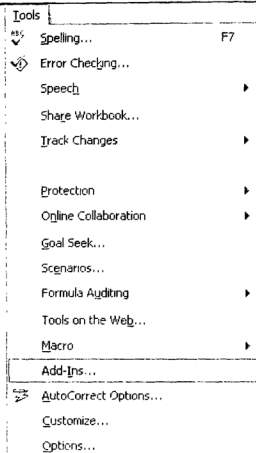 Tools
ABC Spelling... F7
Error Checking...
Speech
Share Workbook...
Track Changes
Protection
Online Collaboration
Goal Seek...
Scenarios...
Formula Auditing
Tools on the Web...
Macro
Add-Ins...
AutoCorrect Options...
Customize...
Options...